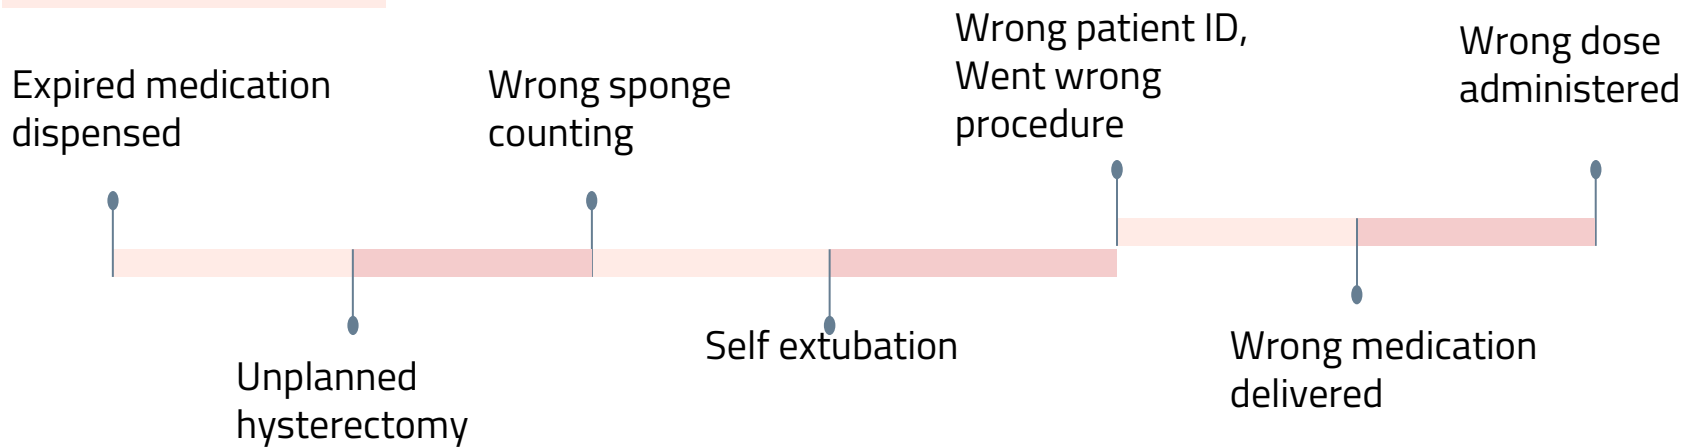 Expired medication
dispensed
Unplanned
hysterectomy
Wrong sponge
counting
Self extubation
Wrong patient ID,
Went wrong
procedure
Wrong medication
delivered
Wrong dose
administered